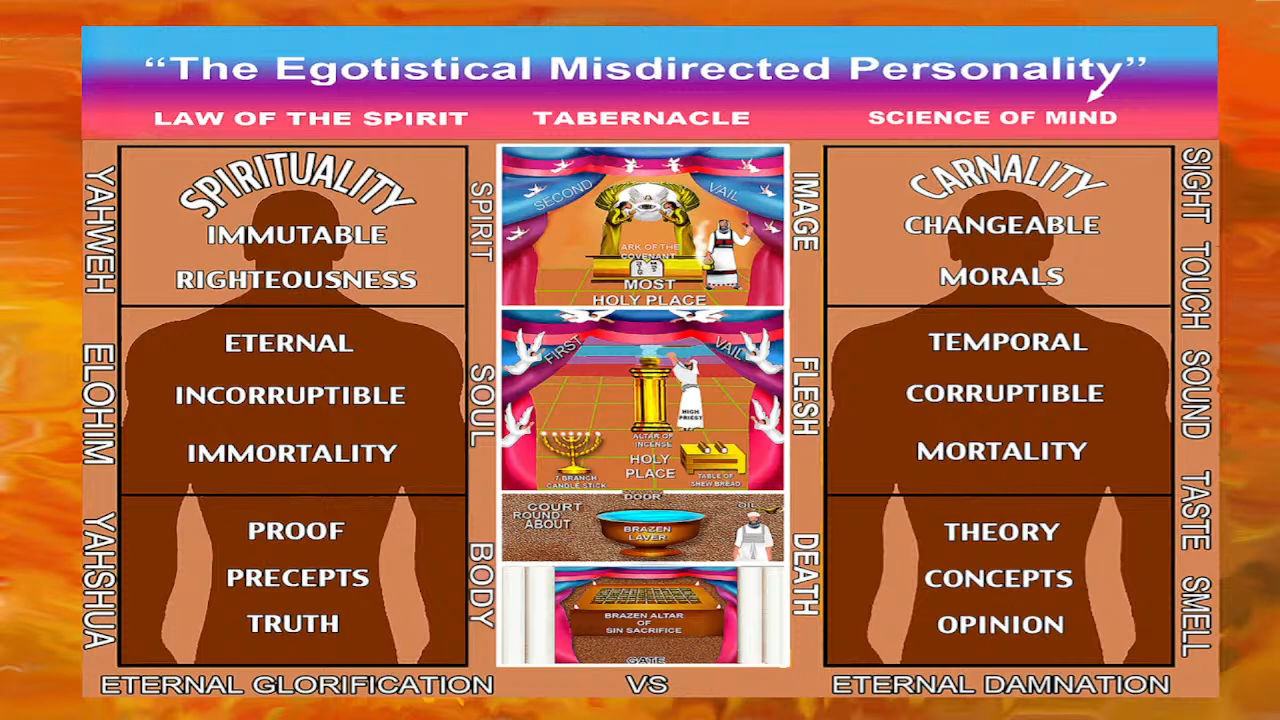 “The Egotistical Misdirected Personality”
LAW OF THE SPIRIT
TABERNACLE
SCIENCE OF MIND
YAHWEH ELOHIM YAHSHUA
SPIRITUALITY
IMMUTABLE
RIGHTEOUSNESS
ETERNAL
INCORRUPTIBLE
IMMORTALITY
PROOF
PRECEPTS
TRUTH
SPIRIT SOUL BODY
SECOND VAIL
ARK OF THE
COVENANT
MOST
HOLY PLACE
FIRST VAIL
HIGH
PRIEST
ALTAR OF
INCENSE
HOLY
PLACE
7 BRANCH
CANDLE STICK
TABLE OF
SHEW BREAD
DOOR
COURT
ROUND
ABOUT
BRAZEN
LAVER
OIL
BRAZEN ALTAR
OF
SIN SACRIFICE
GATE
IMAGE FLESH DEATH
CARNALITY
CHANGEABLE
MORALS
TEMPORAL
CORRUPTIBLE
MORTALITY
THEORY
CONCEPTS
OPINION
SIGHT TOUCH SOUND TASTE SMELL
ETERNAL GLORIFICATION
VS
ETERNAL DAMNATION